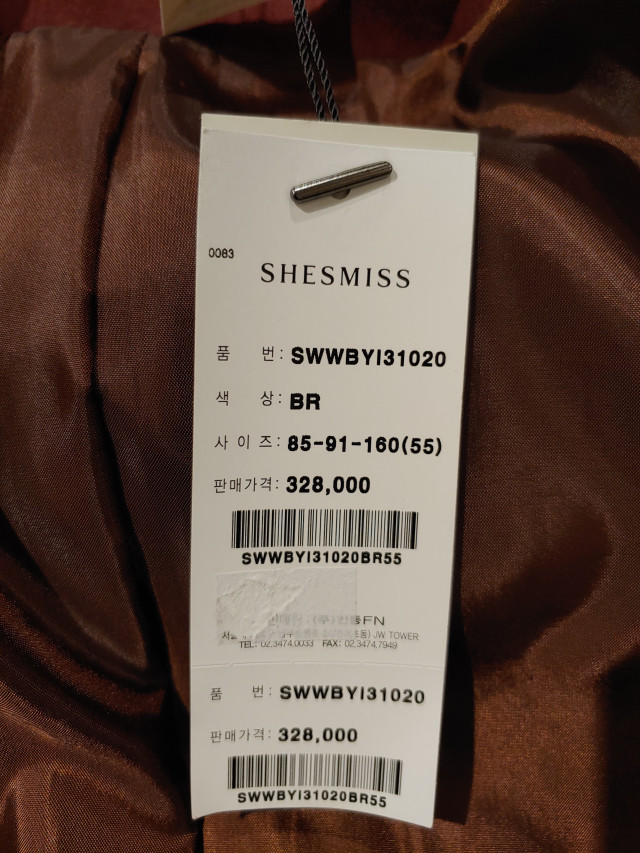 0083
SHESMISS
품 번: SWWBYI31020
색 상: BR
사 이 즈: 85-91-160(55)
판매가격: 328,000
SWWBYI31020BR55
FN
JW TOWER
TEL: 02.3474.0033 FAX: 02.3474.7949
품 번: SWWBYI31020
판매가격: 328,000
SWWBYI31020BR55